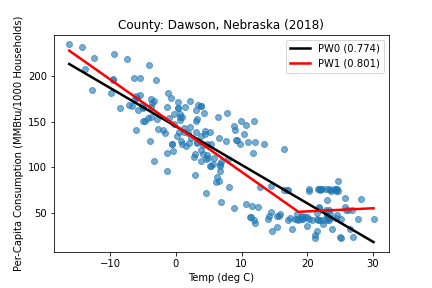 County: Dawson, Nebraska (2018)
PW0 (0.774)
PW1 (0.801)
Per-Capita Consumption (MMBtu/1000 Households)
200
150
100
50
−10
0
10
20
30
Temp (deg C)